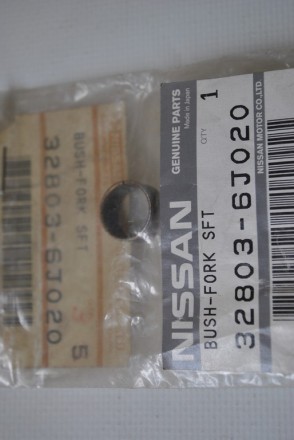 NISSAN
GENUINE PARTS
Made in Japan
QTY
1
NISSAN MOTOR CO.,LTD.
BUSH-FORK SFT
32803-6J020
BUSH-FORK SFT
32803-6J020
5